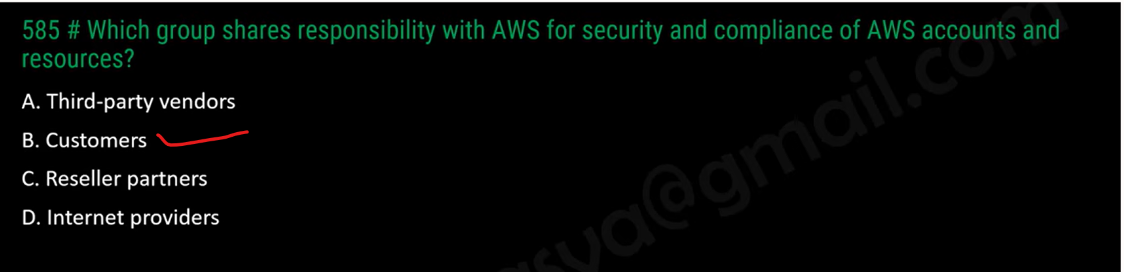 585 # Which group shares responsibility with AWS for security and compliance of AWS accounts and
resources?
A. Third-party vendors
B. Customers
C. Reseller partners
D. Internet providers